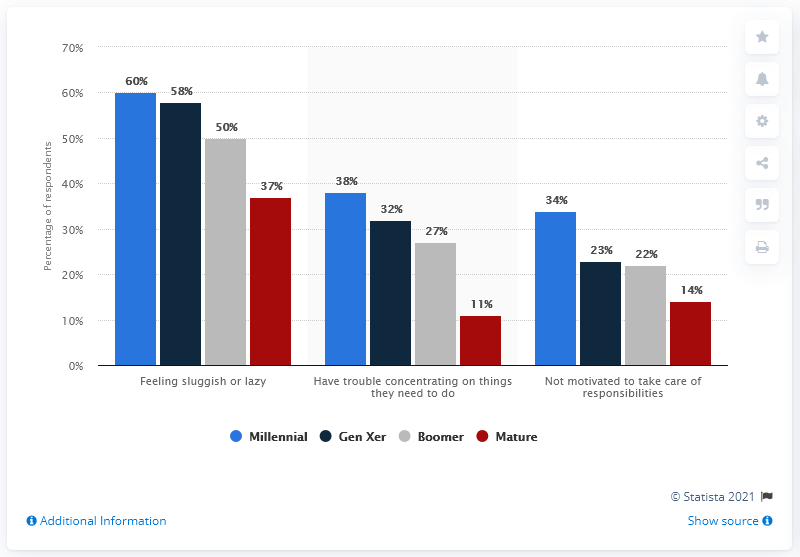 70%
60%
50%
40%
30%
20%
10%
0%
Percentage of respondents
60%
58%
50%
37%
38%
32%
27%
11%
34%
23%
22%
14%
Feeling sluggish or lazy
Have trouble concentrating on things
they need to do
Not motivated to take care of
responsibilities
Millennial
Gen Xer
Boomer
Mature
© Statista 2021
Additional Information
Show source